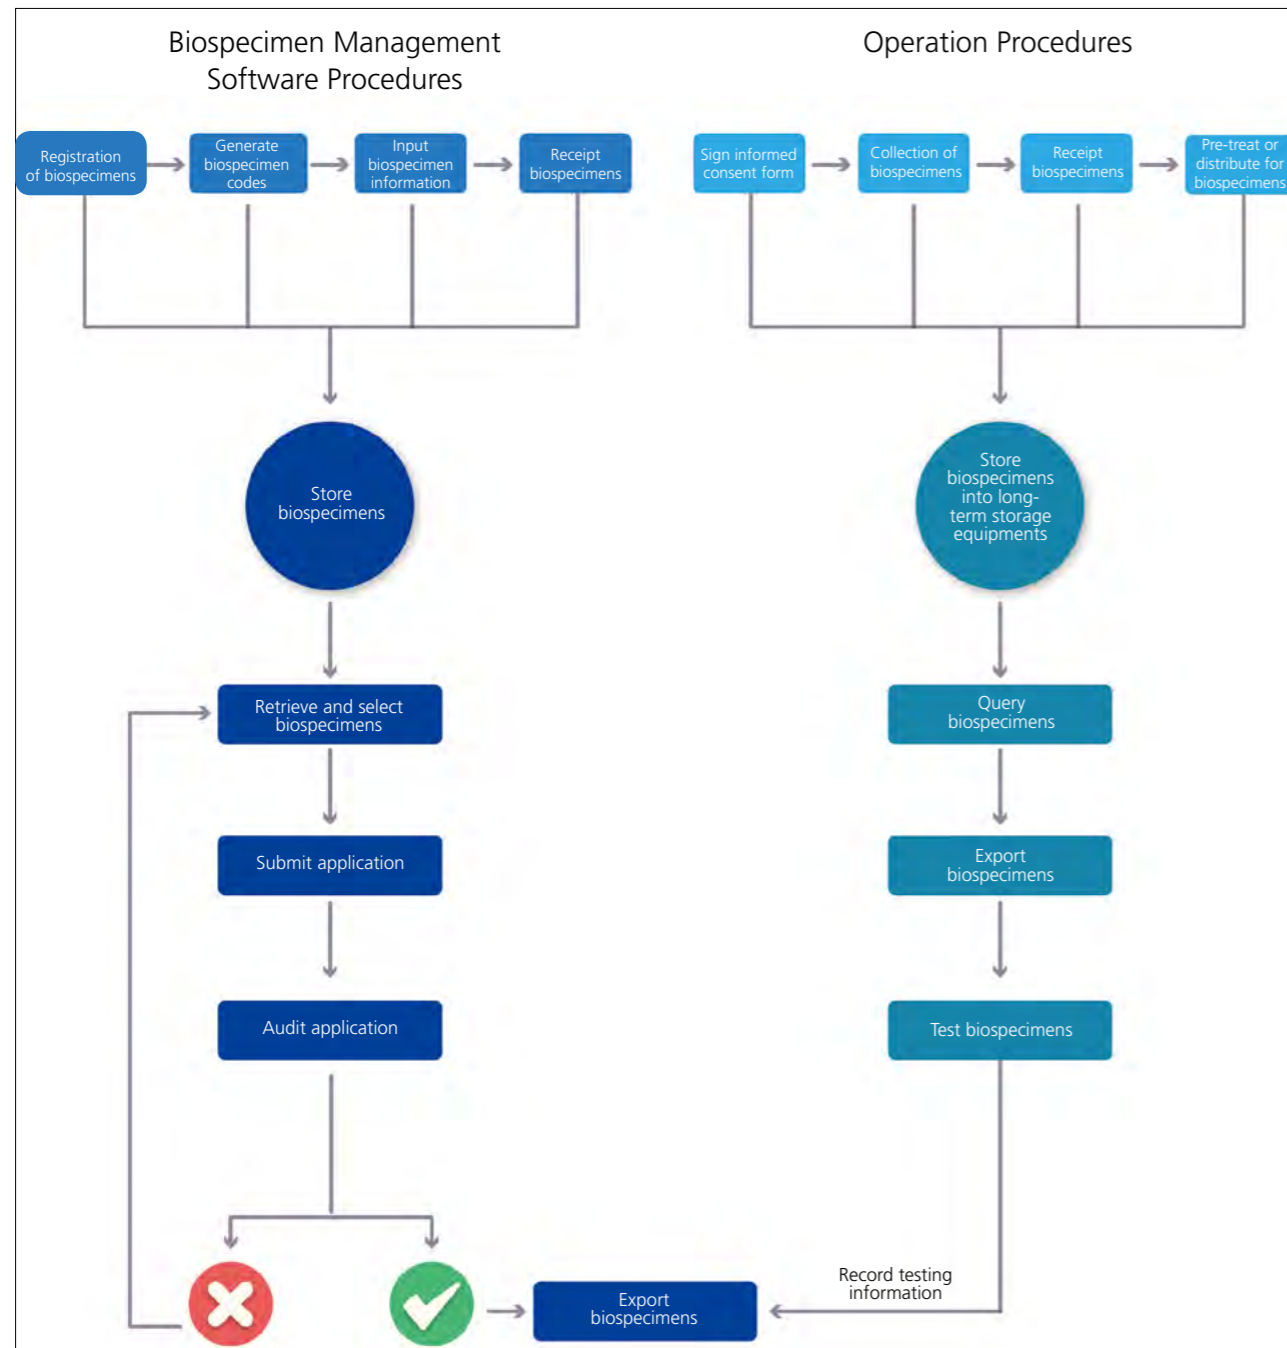 Biospecimen Management
Software Procedures
Operation Procedures
Registration
of biospecimens
Generate
biospecimen
codes
Input
biospecimen
information
Receipt
biospecimens
Sign informed
consent form
Collection of
biospecimens
Receipt
biospecimens
Pre-treat or
distribute for
biospecimens
Store
biospecimens
Store
biospecimens
into long-
term storage
equipments
Retrieve and select
biospecimens
Query
biospecimens
Submit application
Export
biospecimens
Audit application
Test biospecimens
Record testing
information
Export
biospecimens